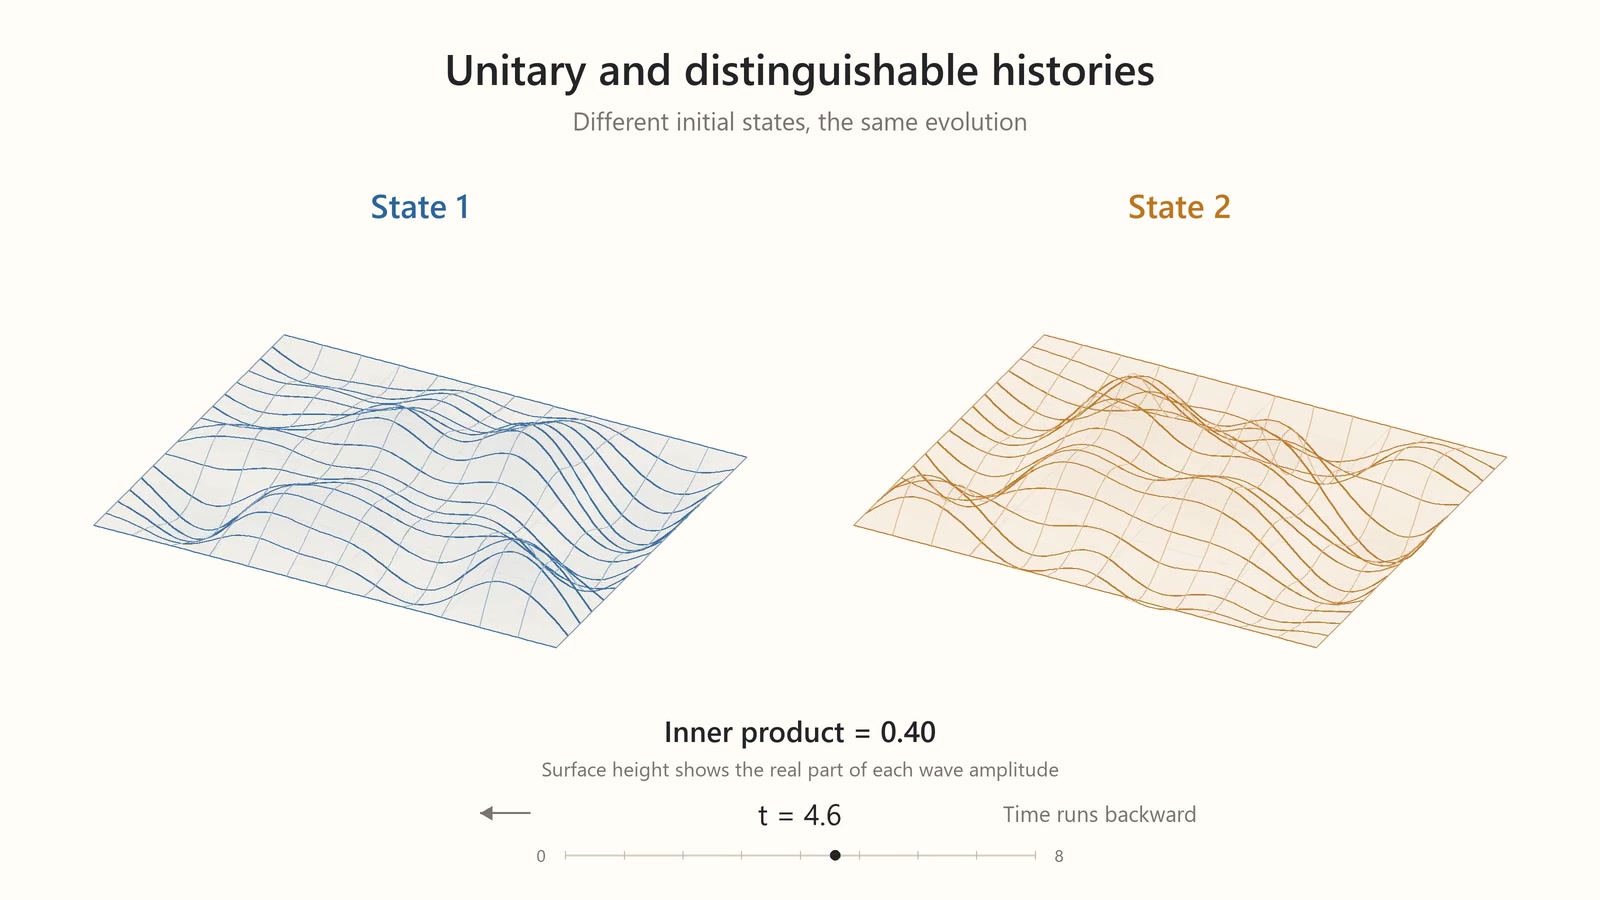 Unitary and distinguishable histories
Different initial states, the same evolution
State 1
State 2
Inner product = 0.40
Surface height shows the real part of each wave amplitude
t = 4.6
Time runs backward
0
8